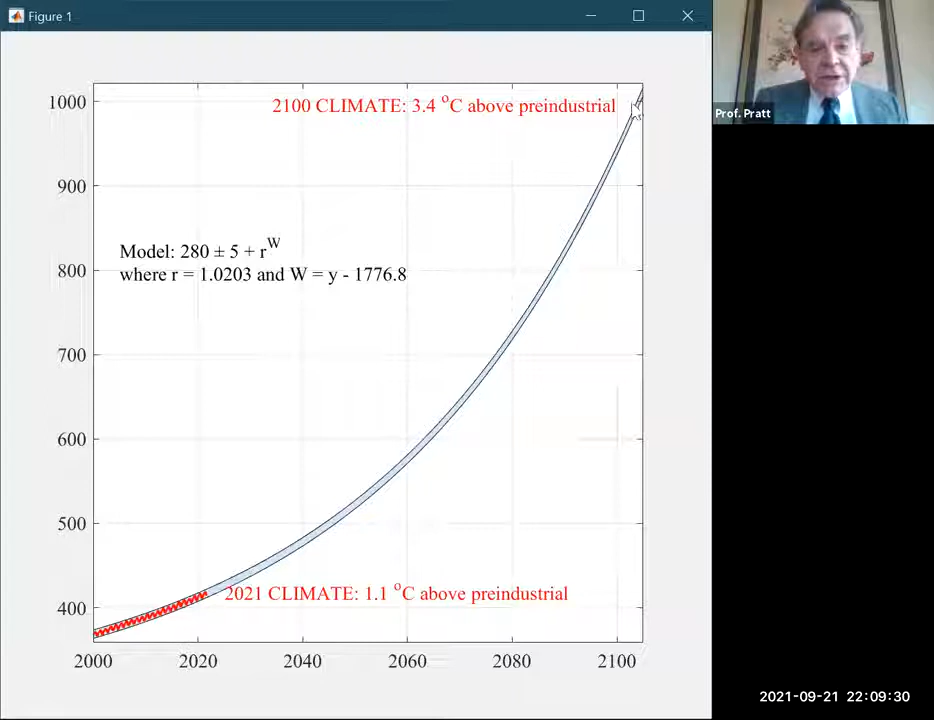 Figure 1
Prof. Pratt
1000
900
800
700
600
500
400
2100 CLIMATE: 3.4 °C above preindustrial
Model: 280 ± 5 + r^W
where r = 1.0203 and W = y - 1776.8
2021 CLIMATE: 1.1 °C above preindustrial
2000 2020 2040 2060 2080 2100
2021-09-21 22:09:30